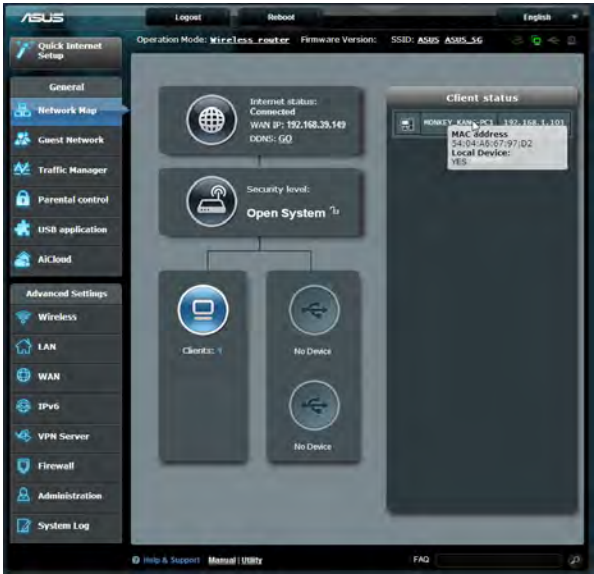 ASUS
Logout Reboot English
Quick Internet Setup
Operation Mode: Wireless router Firmware Version: SSID: ASUS ASUS_5G
General
Network Map
Guest Network
Traffic Manager
Parental control
USB application
AiCloud
Advanced Settings
Wireless
LAN
WAN
IPv6
VPN Server
Firewall
Administration
System Log
Internet status:
Connected
WAN IP: 192.168.39.149
DDNS: GO
Security level:
Open System
Clients: 1
No Device
No Device
Client status
MONKEY_KANG-PC1 192.168.1.101
MAC address
54:04:A6:67:97:D2
Local Device:
YES
Help & Support Manual | Utility FAQ